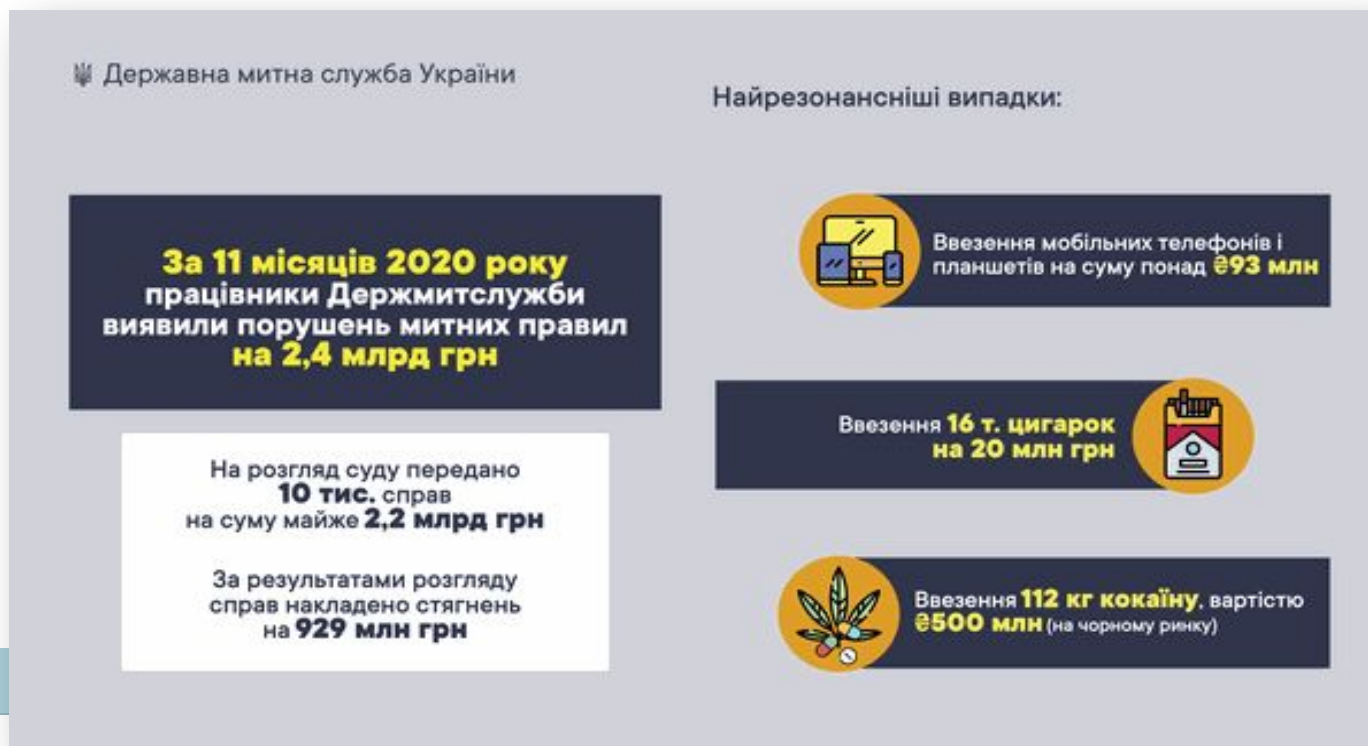 Державна митна служба України
За 11 місяців 2020 року
працівники Держмитслужби
виявили порушень митних правил
на 2,4 млрд грн
На розгляд суду передано
10 тис. справ
на суму майже 2,2 млрд грн
За результатами розгляду
справ накладено стягнень
на 929 млн грн
Найрезонансніші випадки:
Ввезення мобільних телефонів і
планшетів на суму понад ₴93 млн
Ввезення 16 т. цигарок
на 20 млн грн
Ввезення 112 кг кокаїну, вартістю
₴500 млн (на чорному ринку)